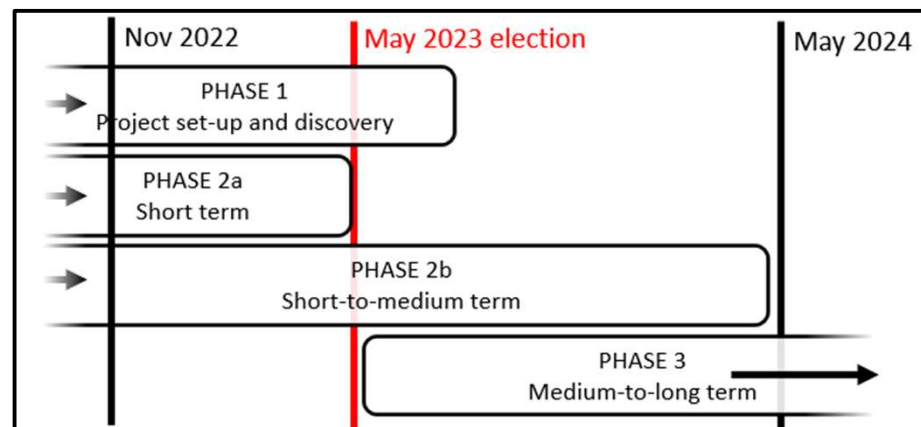 Nov 2022
May 2023 election
May 2024
PHASE 1
Project set-up and discovery
PHASE 2a
Short term
PHASE 2b
Short-to-medium term
PHASE 3
Medium-to-long term